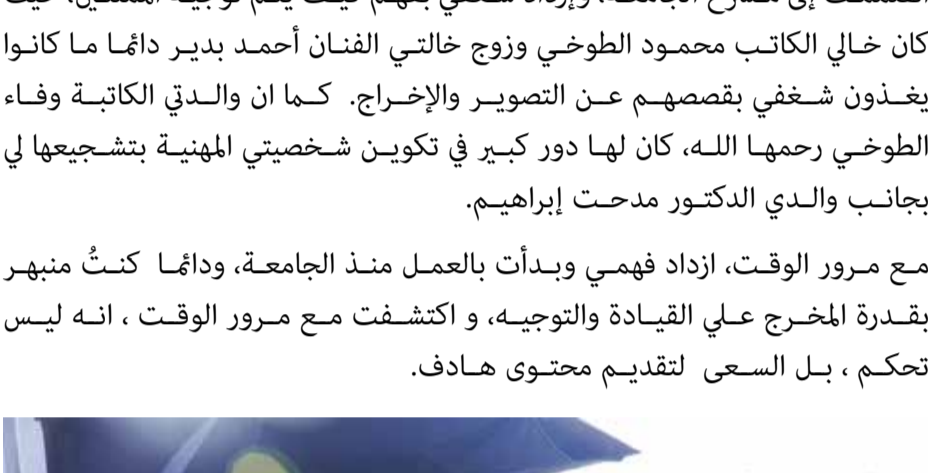 كان خالي الكاتب محمود الطوخي وزوج خالتي الفنان أحمد بدير دائما ما كانوا
يغذون شغفي بقصصهم عن التصوير والإخراج. كما ان والدتي الكاتبة وفاء
الطوخي رحمها الله، كان لها دور كبير في تكوين شخصيتي المهنية بتشجيعها لي
بجانب والدي الدكتور مدحت إبراهيم.
مع مرور الوقت، ازداد فهمي وبدأت بالعمل منذ الجامعة، ودائما كنتُ منبهر
بقدرة المخرج علي القيادة والتوجيه، و اكتشفت مع مرور الوقت ، انه ليس
تحكم ، بل السعى لتقديم محتوى هادف.